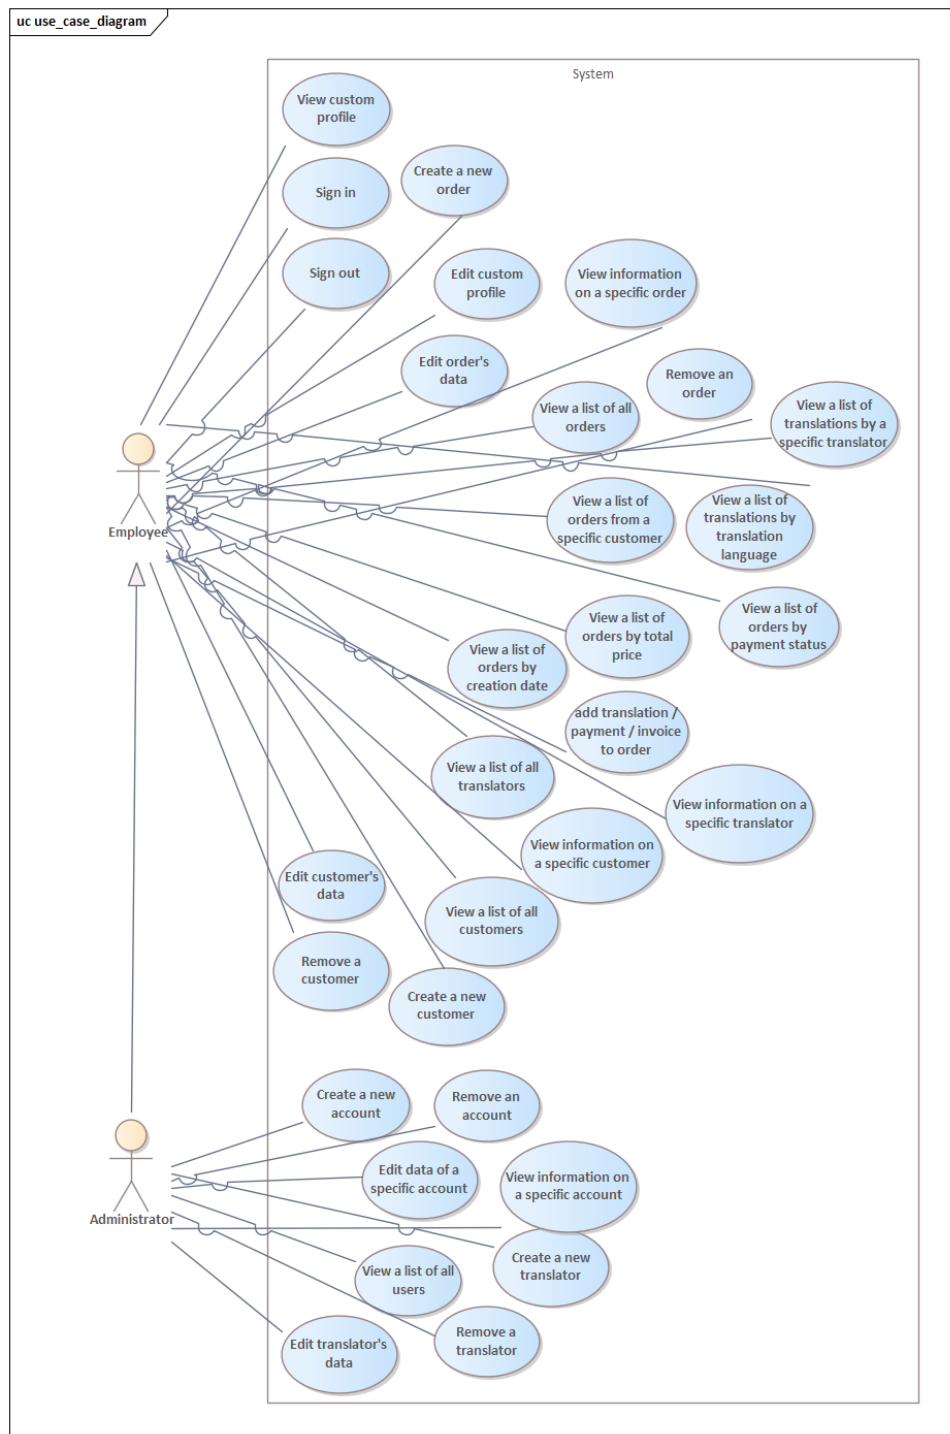 uc use_case_diagram
System
View custom
profile
Sign in
Create a new
order
Sign out
Edit custom
profile
View information
on a specific order
Edit order's
data
Remove an
order
View a list of all
orders
View a list of
translations by a
specific translator
View a list of
orders from a
specific customer
View a list of
translations by
translation
language
Employee
View a list of
orders by total
price
View a list of
orders by
payment status
View a list of
orders by
creation date
add translation /
payment / invoice
to order
View a list of all
translators
View information on a
specific translator
View information on
a specific customer
Edit customer's
data
View a list of all
customers
Remove a
customer
Create a new
customer
Create a new
account
Remove an
account
Edit data of a
specific account
View information on
a specific account
Administrator
Create a new
translator
View a list of all
users
Remove a
translator
Edit translator's
data